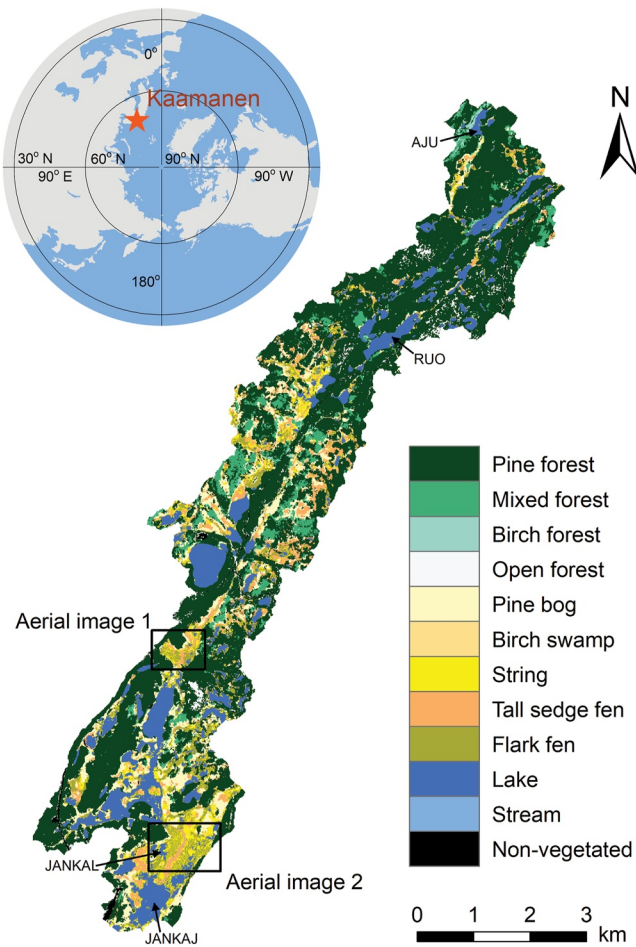 0°
Kaamanen
30° N
60° N
90° N
90° E
90° W
180°
N
AJU
RUO
Pine forest
Mixed forest
Birch forest
Open forest
Pine bog
Birch swamp
String
Tall sedge fen
Flark fen
Lake
Stream
Non-vegetated
Aerial image 1
JANKAL
Aerial image 2
JANKAJ
0 1 2 3
km